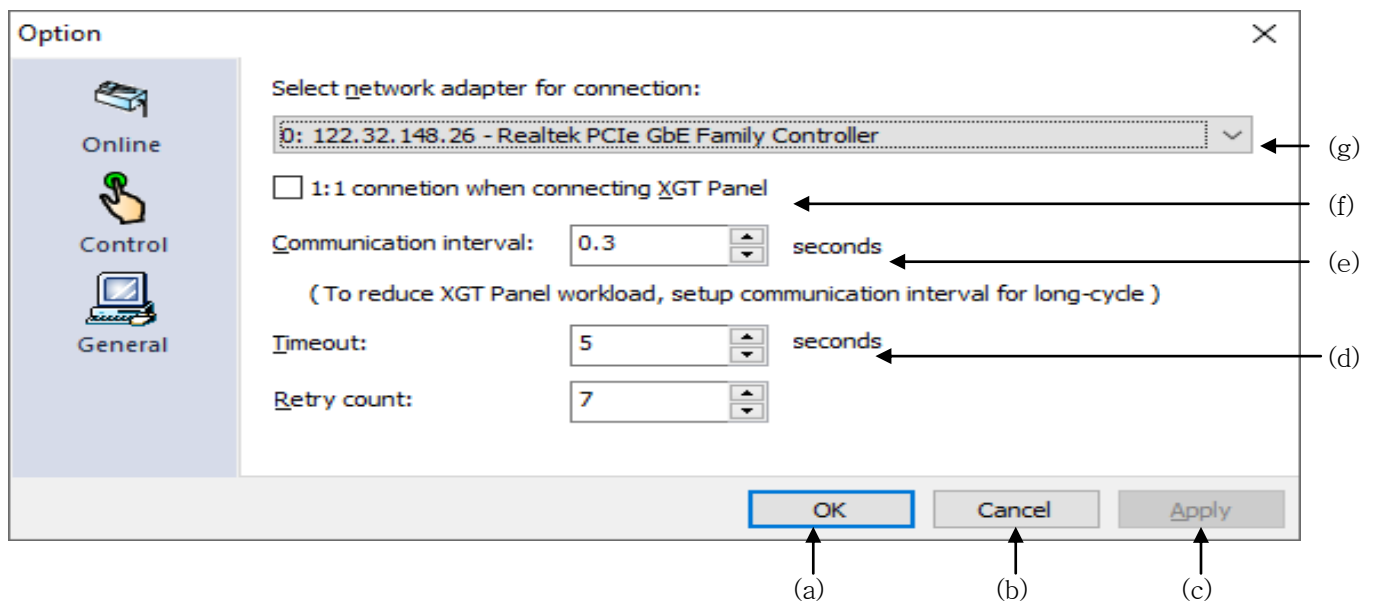 Option
Online
Control
General
Select network adapter for connection:
0: 122.32.148.26 - Realtek PCIe GbE Family Controller
(g)
1:1 connetion when connecting XGT Panel
(f)
Communication interval: 0.3 seconds
(e)
( To reduce XGT Panel workload, setup communication interval for long-cycle )
Timeout: 5 seconds
(d)
Retry count: 7
OK Cancel Apply
(a) (b) (c)